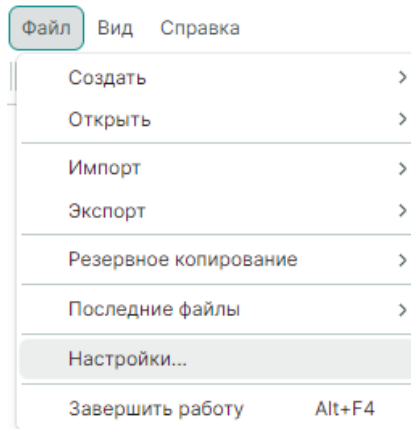 Файл Вид Справка
Создать
Открыть
Импорт
Экспорт
Резервное копирование
Последние файлы
Настройки...
Завершить работу Alt+F4